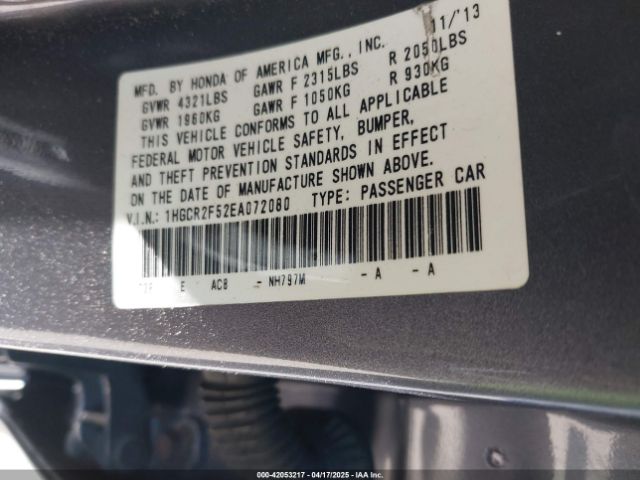 MFD. BY HONDA OF AMERICA MFG., INC. 11/'13
GVWR 4321LBS GAWR F 2315LBS R 2050LBS
GVWR 1960KG GAWR F 1050KG R 930KG
THIS VEHICLE CONFORMS TO ALL APPLICABLE
FEDERAL MOTOR VEHICLE SAFETY, BUMPER,
AND THEFT PREVENTION STANDARDS IN EFFECT
ON THE DATE OF MANUFACTURE SHOWN ABOVE.
V.I.N.: 1HGCR2F52EA072080 TYPE: PASSENGER CAR
E ACB - NH797M - A - A
000-42053217 - 04/17/2025 - IAA Inc.